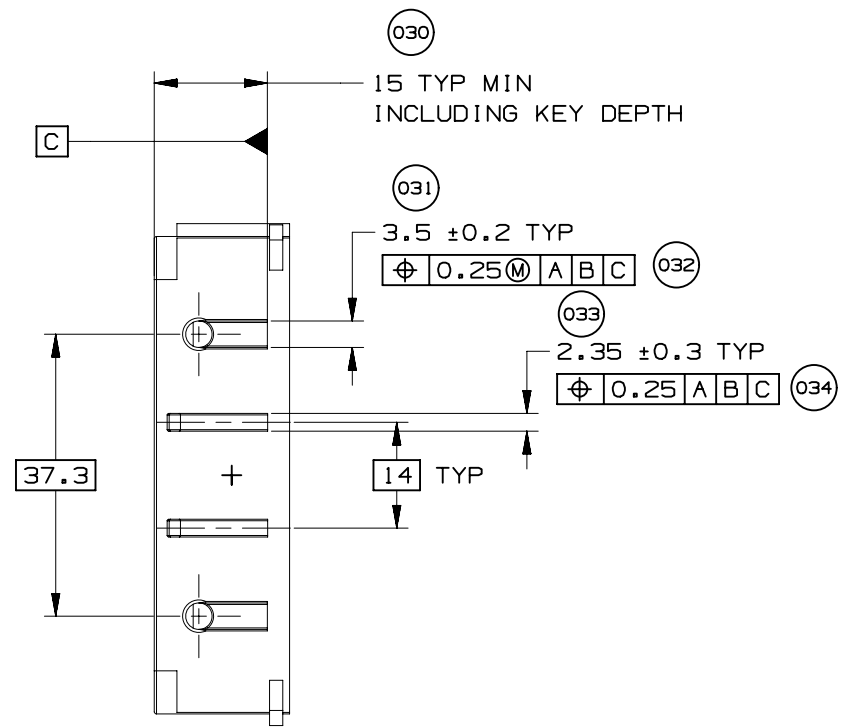 030
15 TYP MIN
INCLUDING KEY DEPTH
C
031
3.5 ±0.2 TYP
⌖ 0.25Ⓜ A B C 032
033
2.35 ±0.3 TYP
⌖ 0.25 A B C 034
37.3
14 TYP